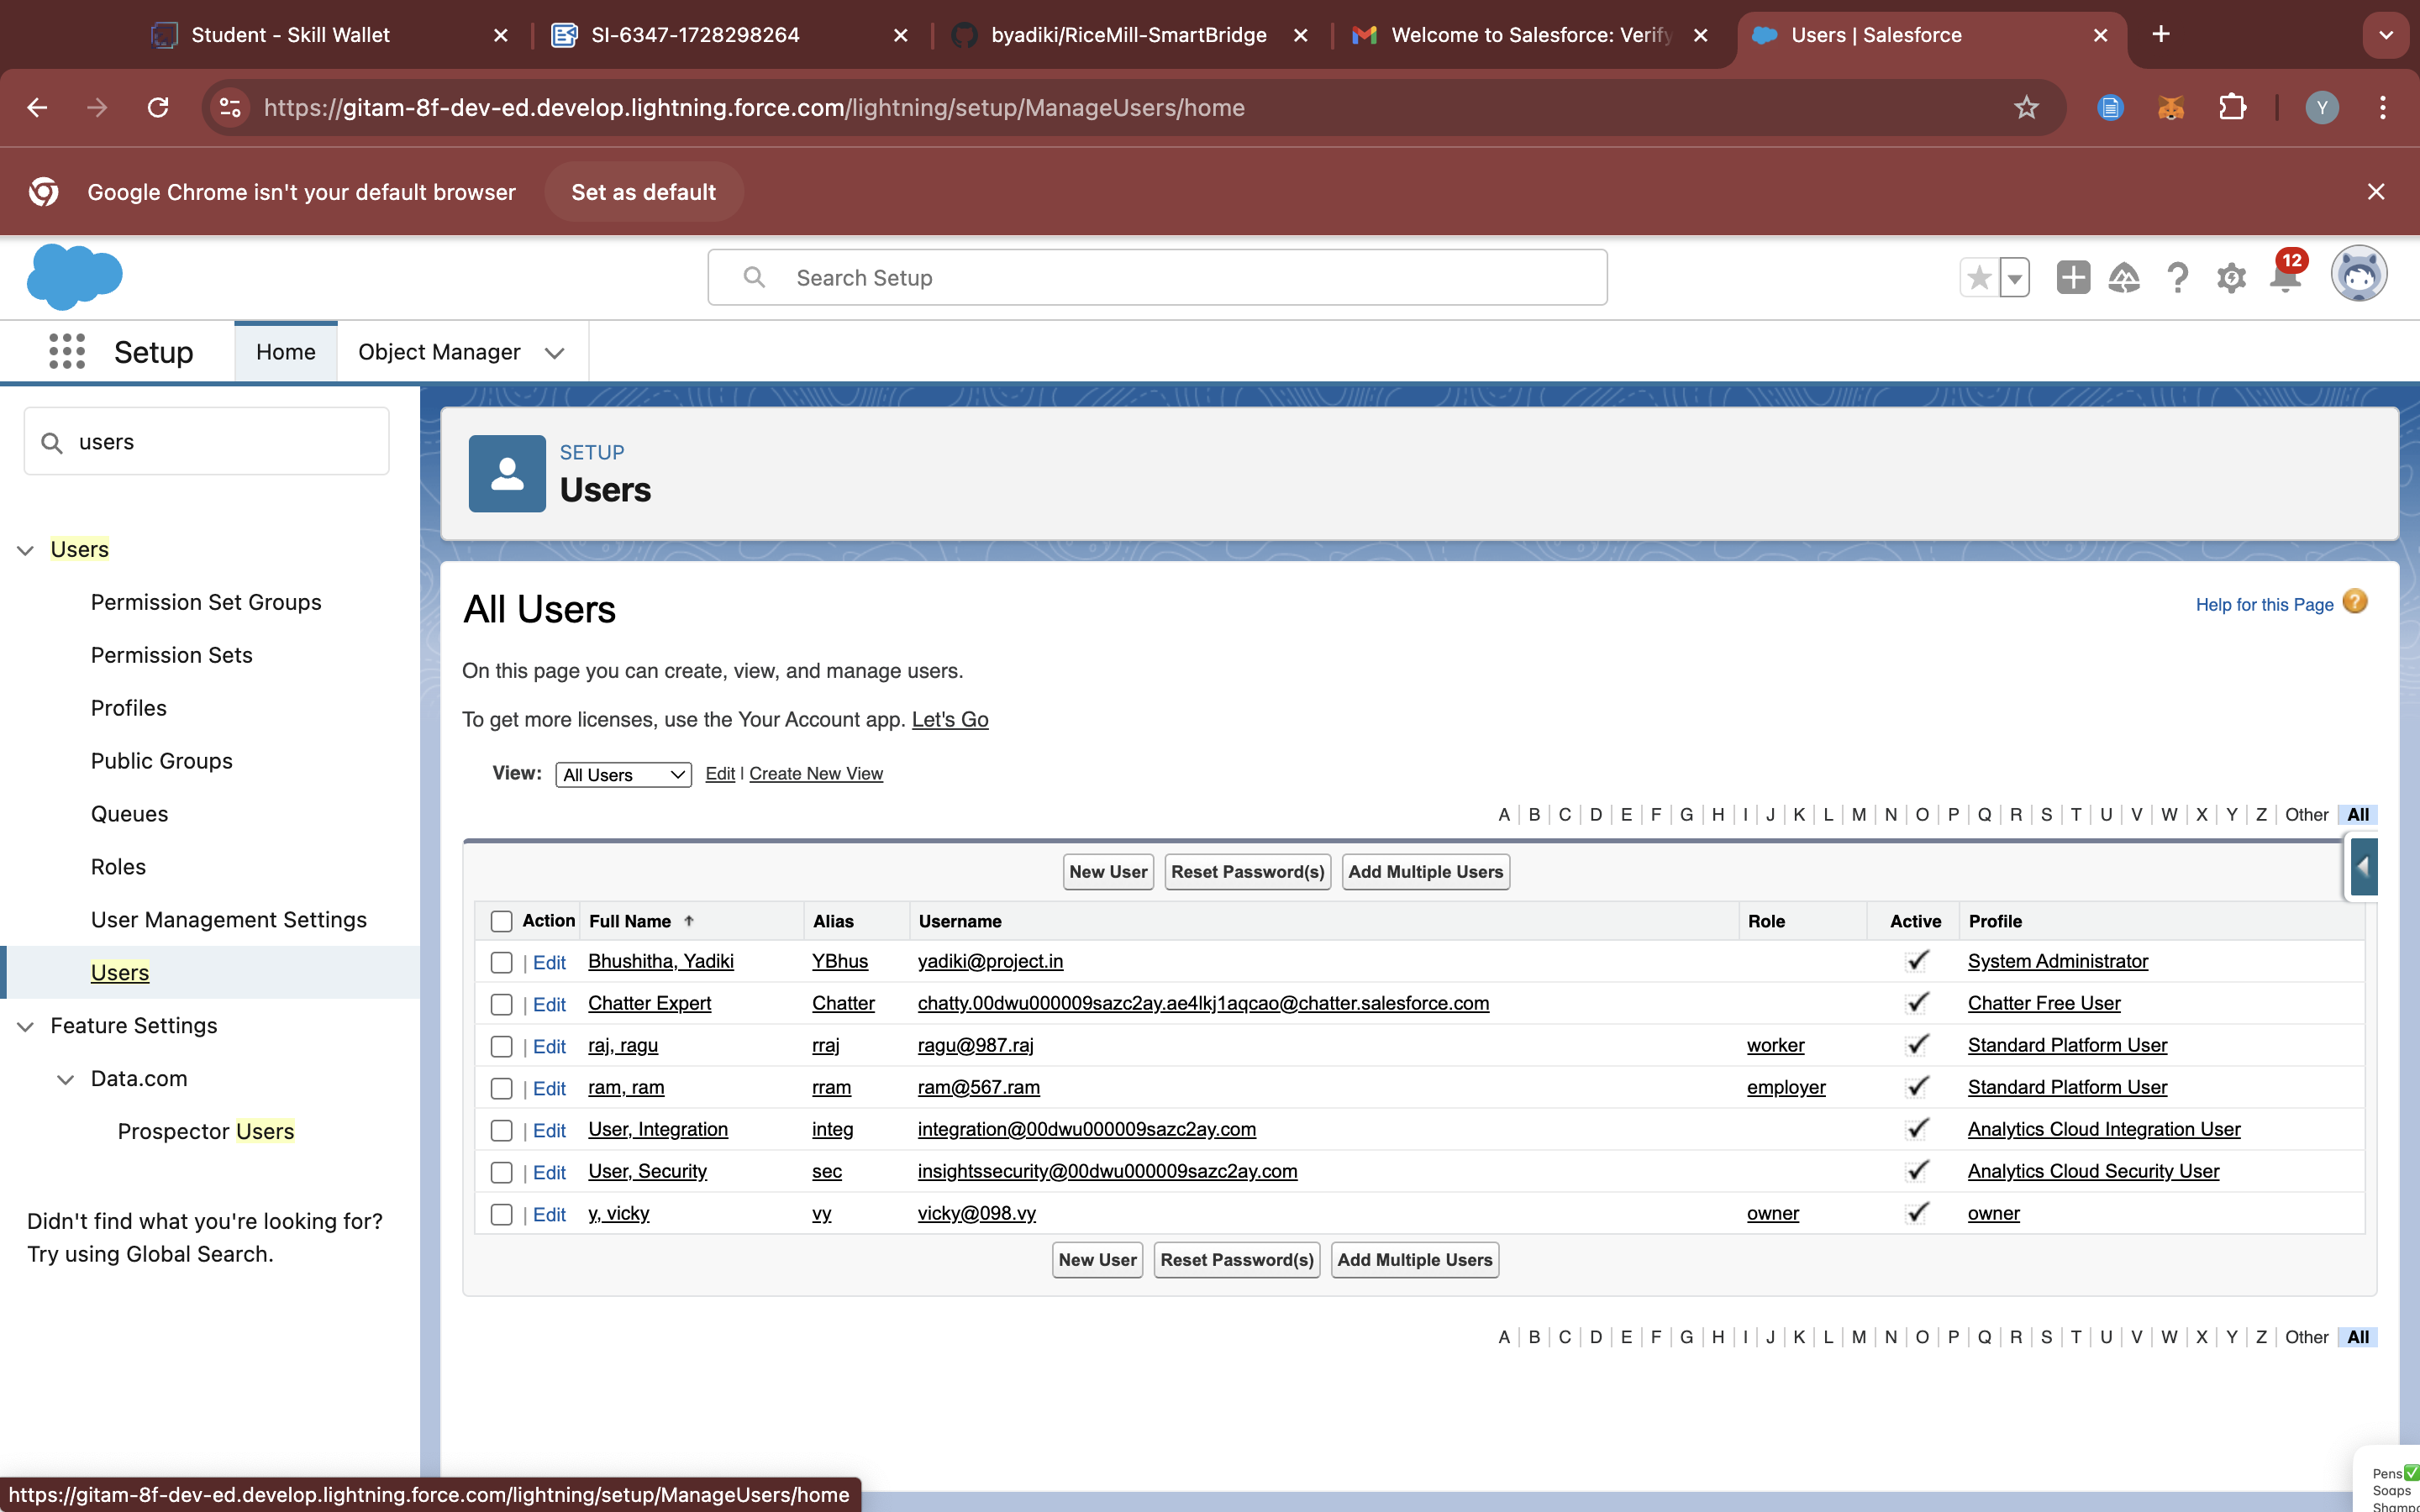 Student - Skill Wallet
SI-6347-1728298264
byadiki/RiceMill-SmartBridge
Welcome to Salesforce: Verify
Users | Salesforce
https://gitam-8f-dev-ed.develop.lightning.force.com/lightning/setup/ManageUsers/home
Y
Google Chrome isn't your default browser
Set as default
Search Setup
12
Setup
Home
Object Manager
users
Users
Permission Set Groups
Permission Sets
Profiles
Public Groups
Queues
Roles
User Management Settings
Users
Feature Settings
Data.com
Prospector Users
Didn't find what you're looking for?
Try using Global Search.
SETUP
Users
All Users
Help for this Page ?
On this page you can create, view, and manage users.
To get more licenses, use the Your Account app. Let's Go
View: All Users Edit | Create New View
A | B | C | D | E | F | G | H | I | J | K | L | M | N | O | P | Q | R | S | T | U | V | W | X | Y | Z | Other | All
New User Reset Password(s) Add Multiple Users
Action Full Name ↑ Alias Username Role Active Profile
| Edit Bhushitha, Yadiki YBhus yadiki@project.in System Administrator
| Edit Chatter Expert Chatter chatty.00dwu000009sazc2ay.ae4lkj1aqcao@chatter.salesforce.com Chatter Free User
| Edit raj, ragu rraj ragu@987.raj worker Standard Platform User
| Edit ram, ram rram ram@567.ram employer Standard Platform User
| Edit User, Integration integ integration@00dwu000009sazc2ay.com Analytics Cloud Integration User
| Edit User, Security sec insightssecurity@00dwu000009sazc2ay.com Analytics Cloud Security User
| Edit y, vicky vy vicky@098.vy owner owner
New User Reset Password(s) Add Multiple Users
A | B | C | D | E | F | G | H | I | J | K | L | M | N | O | P | Q | R | S | T | U | V | W | X | Y | Z | Other | All
https://gitam-8f-dev-ed.develop.lightning.force.com/lightning/setup/ManageUsers/home
Pens✅
Soaps